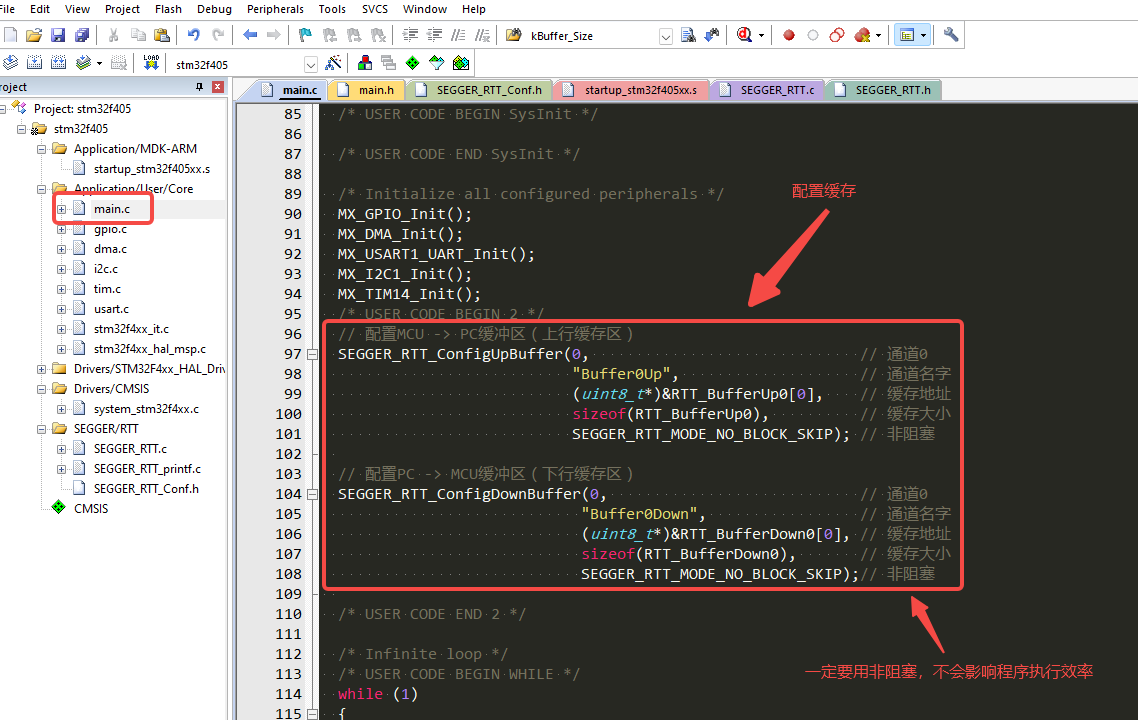 File Edit View Project Flash Debug Peripherals Tools SVCS Window Help
kBuffer_Size
LOAD
stm32f405
roject
main.c main.h SEGGER_RTT_Conf.h startup_stm32f405xx.s SEGGER_RTT.c SEGGER_RTT.h
Project: stm32f405
stm32f405
Application/MDK-ARM
startup_stm32f405xx.s
Application/User/Core
main.c
gpio.c
dma.c
i2c.c
tim.c
usart.c
stm32f4xx_it.c
stm32f4xx_hal_msp.c
Drivers/STM32F4xx_HAL_Driv
Drivers/CMSIS
system_stm32f4xx.c
SEGGER/RTT
SEGGER_RTT.c
SEGGER_RTT_printf.c
SEGGER_RTT_Conf.h
CMSIS
85 /* USER CODE BEGIN SysInit */
86
87 /* USER CODE END SysInit */
88
89 /* Initialize all configured peripherals */
配置缓存
90 MX_GPIO_Init();
91 MX_DMA_Init();
92 MX_USART1_UART_Init();
93 MX_I2C1_Init();
94 MX_TIM14_Init();
95 /* USER CODE BEGIN 2 */
96 // 配置MCU -> PC缓冲区（上行缓存区）
97 SEGGER_RTT_ConfigUpBuffer(0, // 通道0
98 "Buffer0Up", // 通道名字
99 (uint8_t*)&RTT_BufferUp0[0], // 缓存地址
100 sizeof(RTT_BufferUp0), // 缓存大小
101 SEGGER_RTT_MODE_NO_BLOCK_SKIP); // 非阻塞
102
103 // 配置PC -> MCU缓冲区（下行缓存区）
104 SEGGER_RTT_ConfigDownBuffer(0, // 通道0
105 "Buffer0Down", // 通道名字
106 (uint8_t*)&RTT_BufferDown0[0], // 缓存地址
107 sizeof(RTT_BufferDown0), // 缓存大小
108 SEGGER_RTT_MODE_NO_BLOCK_SKIP);// 非阻塞
109
110 /* USER CODE END 2 */
111
112 /* Infinite loop */
113 /* USER CODE BEGIN WHILE */
一定要用非阻塞，不会影响程序执行效率
114 while (1)
115 {